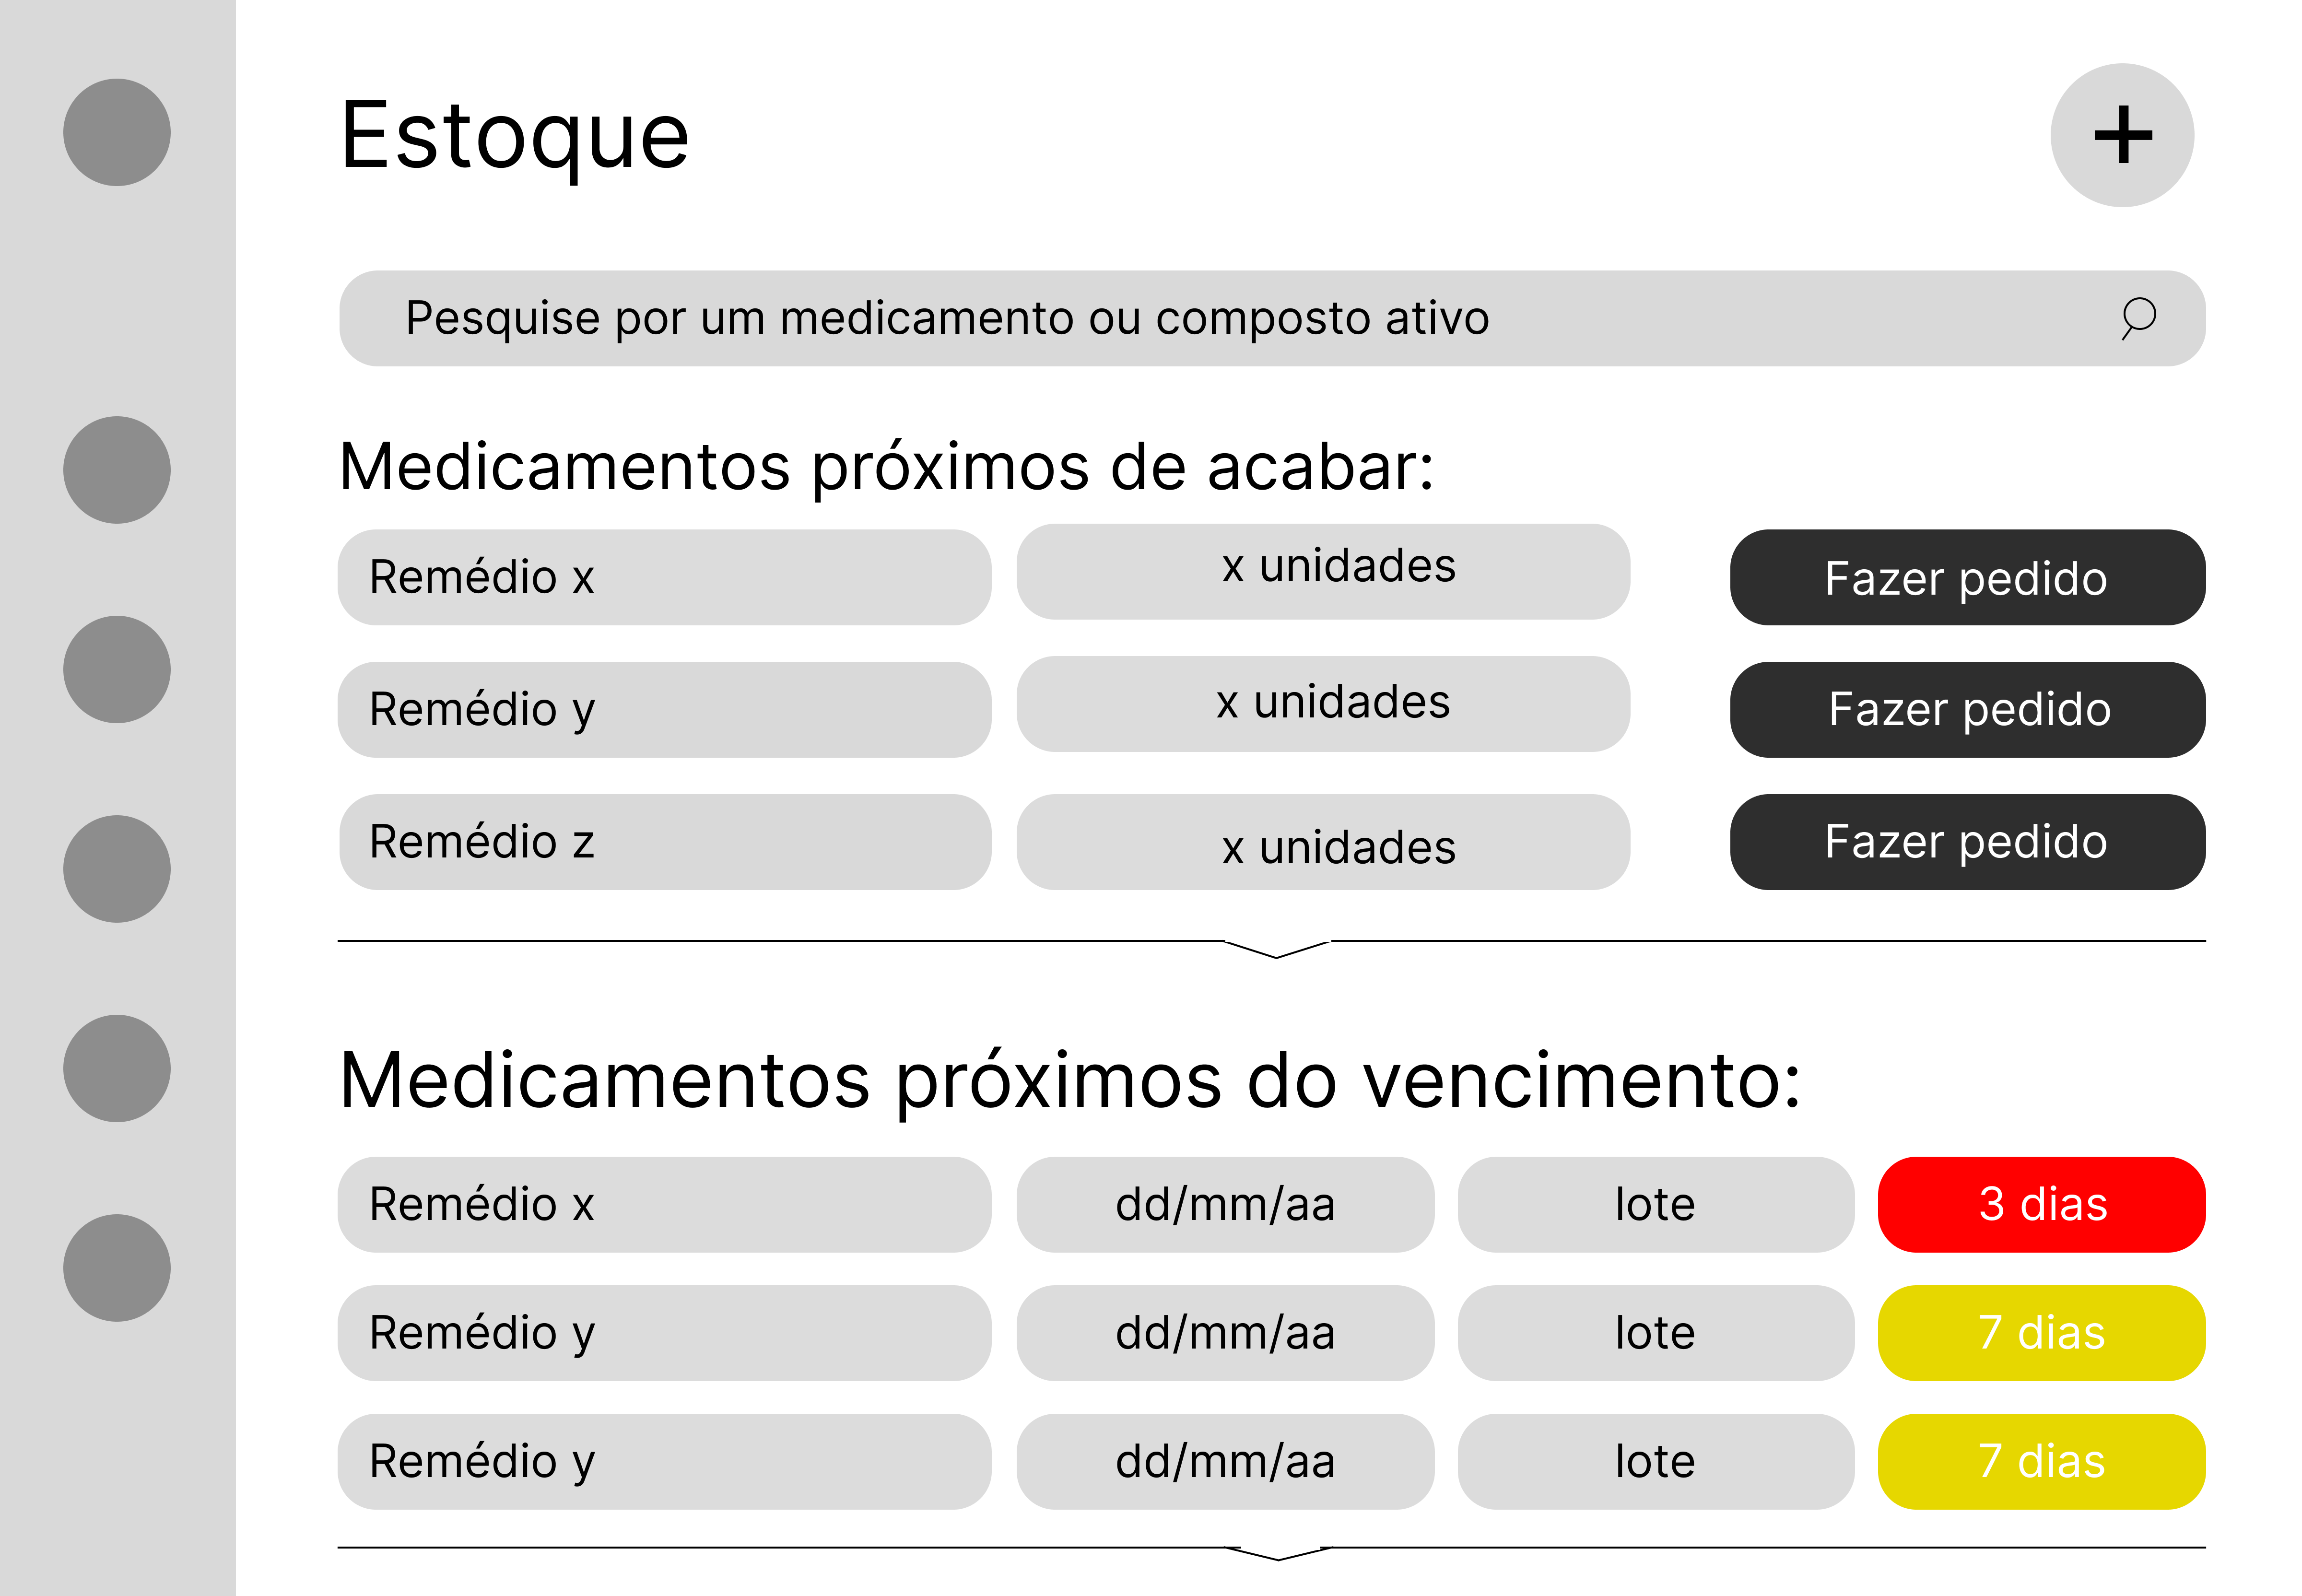 Estoque
+
Pesquise por um medicamento ou composto ativo
Medicamentos próximos de acabar:
Remédio x x unidades Fazer pedido
Remédio y x unidades Fazer pedido
Remédio z x unidades Fazer pedido
Medicamentos próximos do vencimento:
Remédio x dd/mm/aa lote 3 dias
Remédio y dd/mm/aa lote 7 dias
Remédio y dd/mm/aa lote 7 dias